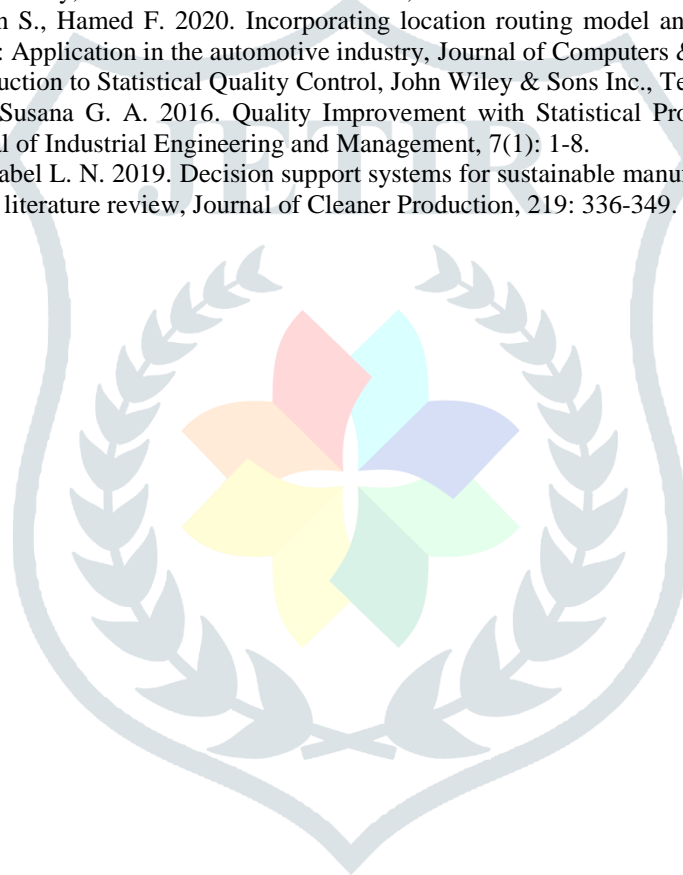 n S., Hamed F. 2020. Incorporating location routing model an
: Application in the automotive industry, Journal of Computers &
uction to Statistical Quality Control, John Wiley & Sons Inc., Te
Susana G. A. 2016. Quality Improvement with Statistical Pro
al of Industrial Engineering and Management, 7(1): 1-8.
abel L. N. 2019. Decision support systems for sustainable manu
literature review, Journal of Cleaner Production, 219: 336-349.
JETIR